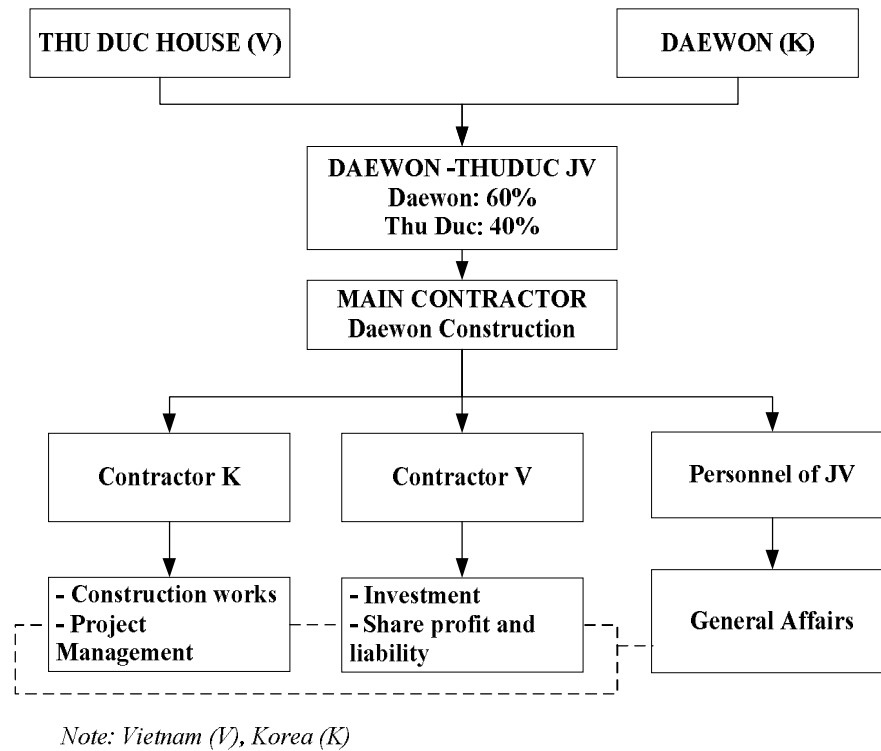 THU DUC HOUSE (V)
DAEWON (K)
DAEWON -THUDUC JV
Daewon: 60%
Thu Duc: 40%
MAIN CONTRACTOR
Daewon Construction
Contractor K
Contractor V
Personnel of JV
- Construction works
- Project
Management
- Investment
- Share profit and
liability
General Affairs
Note: Vietnam (V), Korea (K)